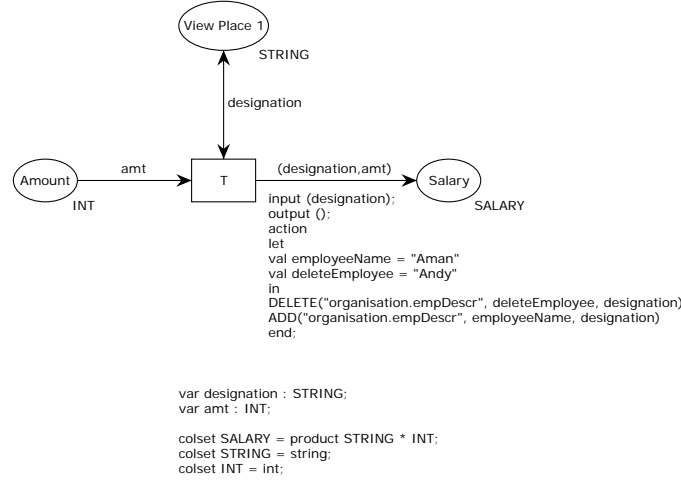 View Place 1
STRING
designation
Amount
amt
T
(designation,amt)
Salary
INT
SALARY
input (designation);
output ();
action
let
val employeeName = "Aman"
val deleteEmployee = "Andy"
in
DELETE("organisation.empDescr", deleteEmployee, designation)
ADD("organisation.empDescr", employeeName, designation)
end;
var designation : STRING;
var amt : INT;
colset SALARY = product STRING * INT;
colset STRING = string;
colset INT = int;